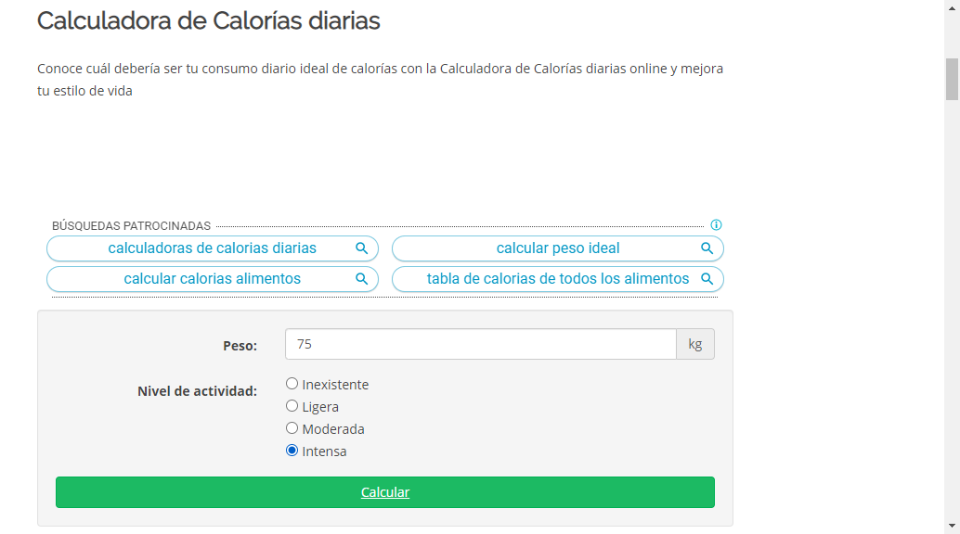 Calculadora de Calorías diarias
Conoce cuál debería ser tu consumo diario ideal de calorías con la Calculadora de Calorías diarias online y mejora
tu estilo de vida
BÚSQUEDAS PATROCINADAS
calculadoras de calorias diarias
calcular peso ideal
calcular calorias alimentos
tabla de calorias de todos los alimentos
Peso: 75 kg
Nivel de actividad:
Inexistente
Ligera
Moderada
Intensa
Calcular